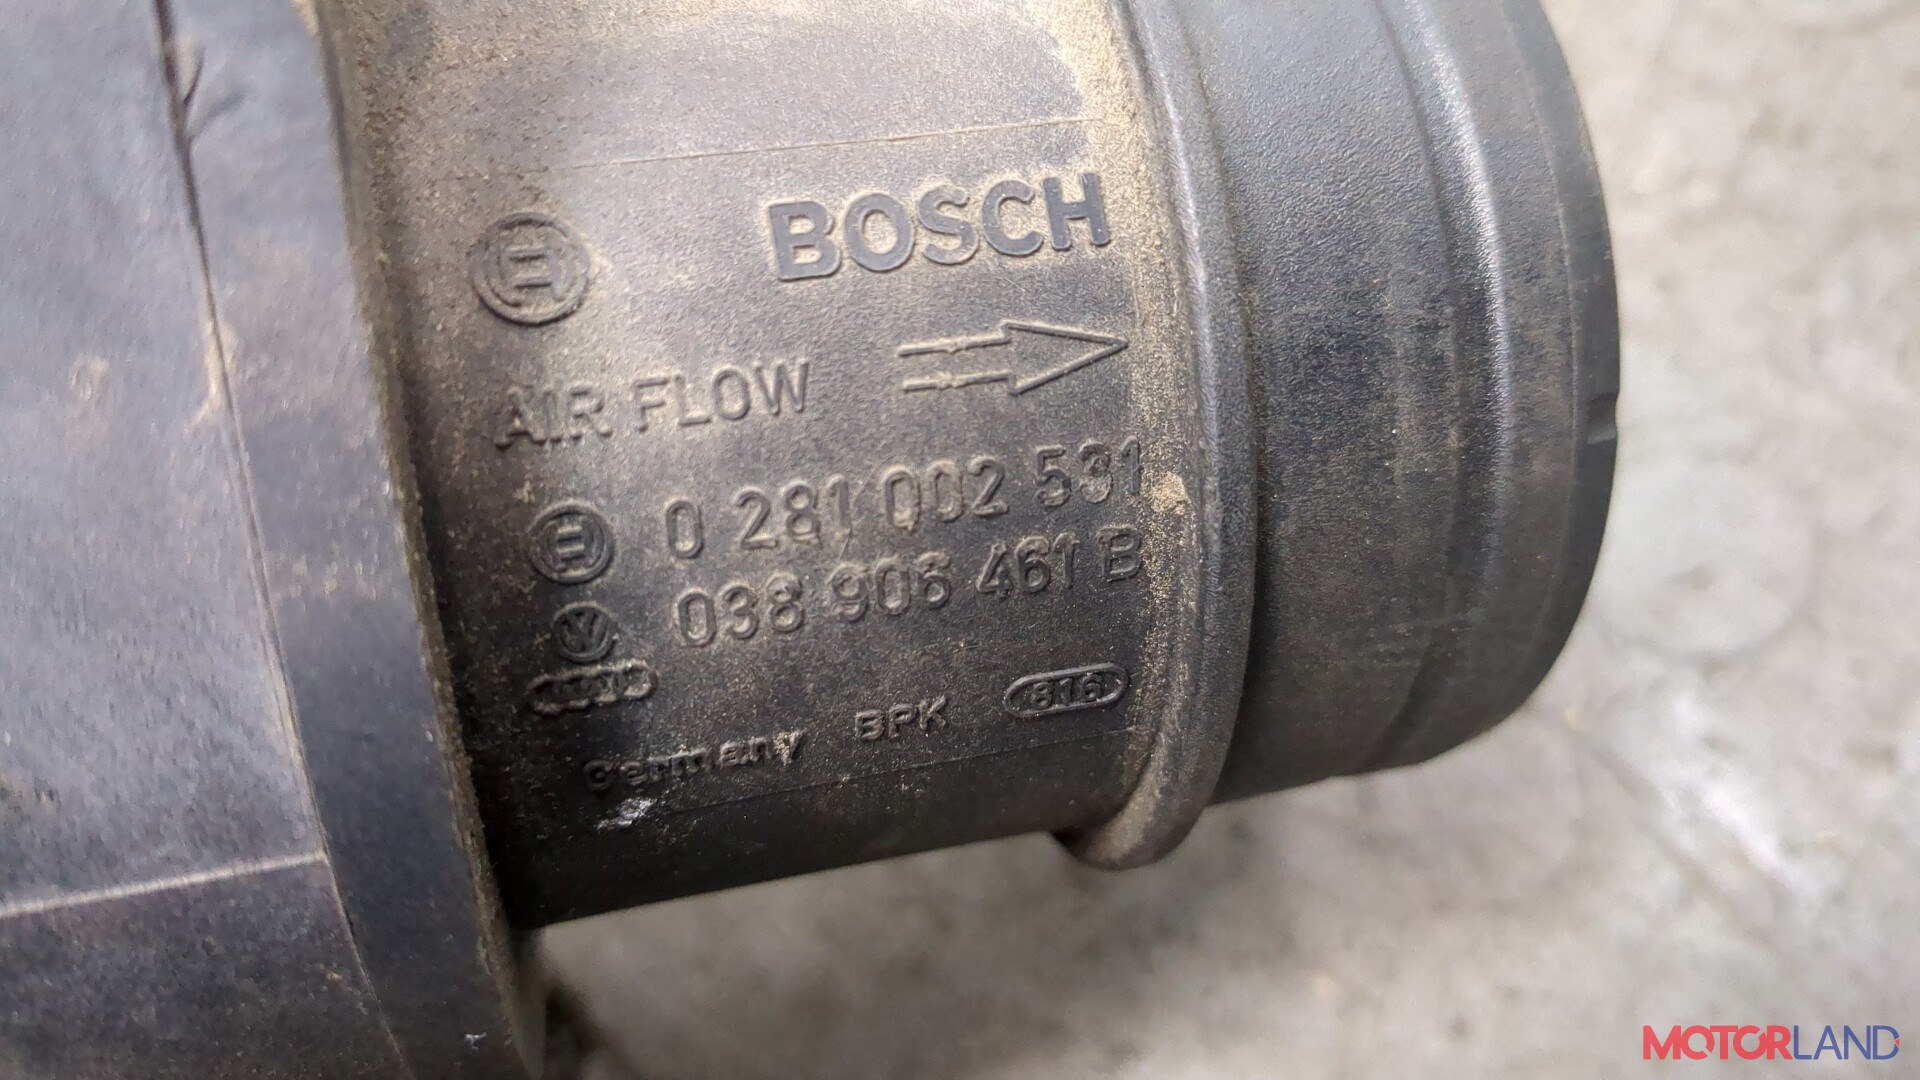 BOSCH
AIR FLOW
0 281 002 531
038 906 461 B
Germany BPK 816
MOTORLAND